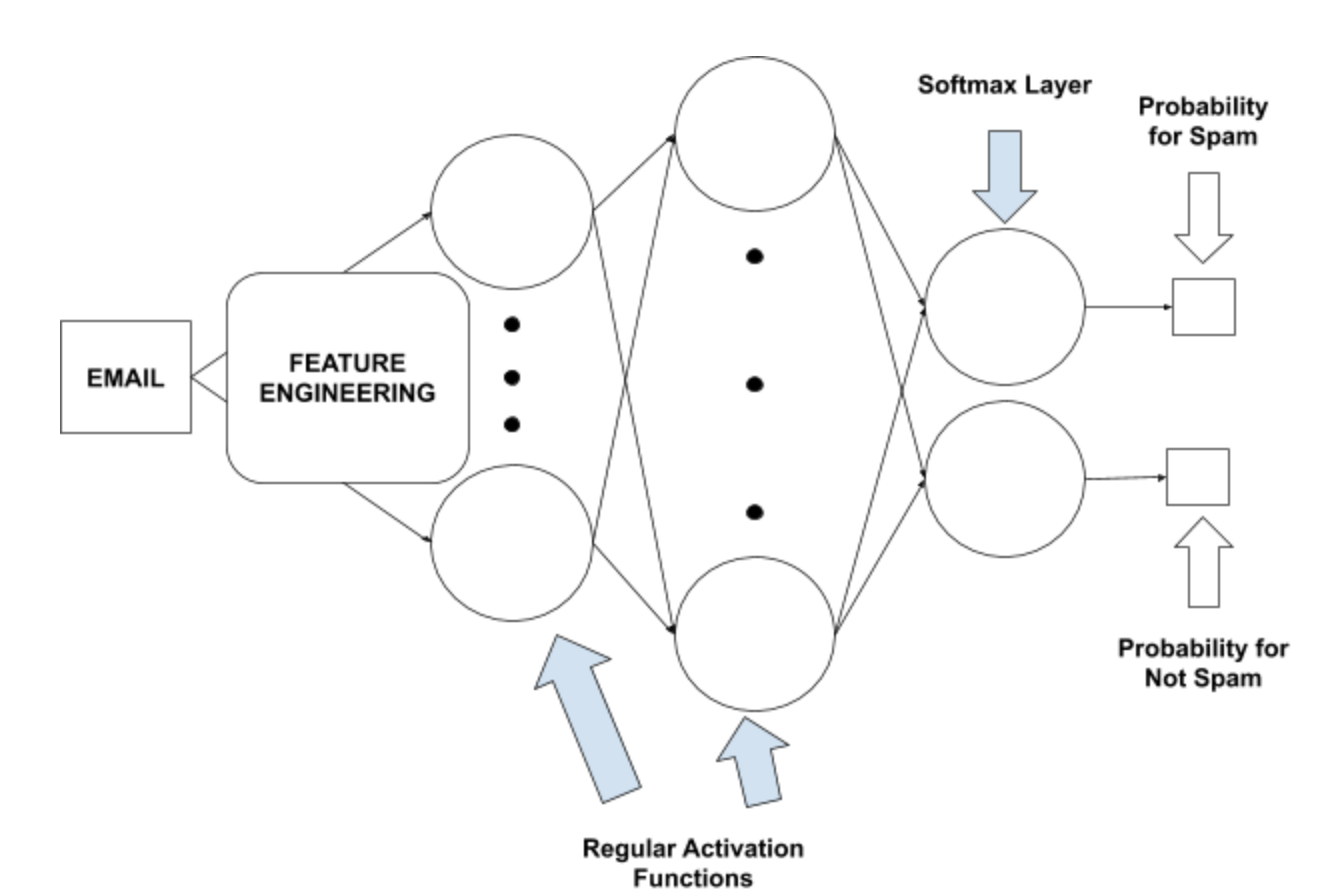 Softmax Layer
Probability
for Spam
EMAIL
FEATURE
ENGINEERING
Probability for
Not Spam
Regular Activation
Functions